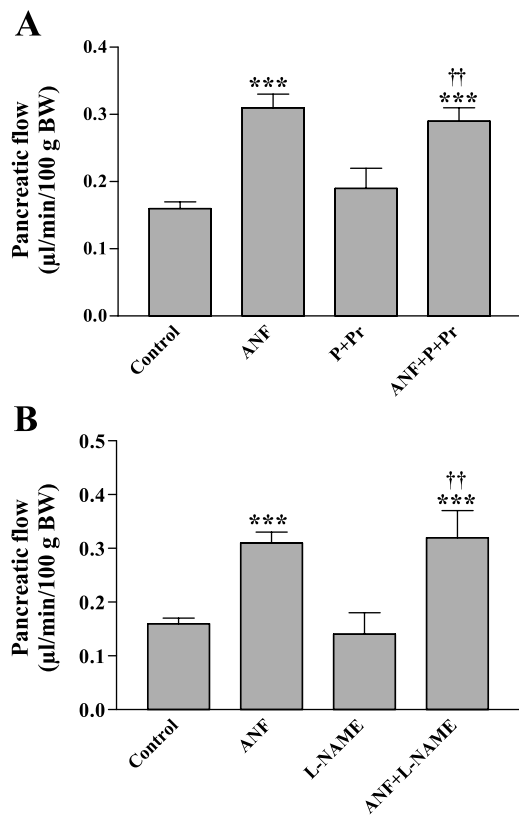 A
Pancreatic flow
(µl/min/100 g BW)
0.4
0.3
0.2
0.1
0.0
***
††
***
Control
ANF
P+Pr
ANF+P+Pr
B
Pancreatic flow
(µl/min/100 g BW)
0.5
0.4
0.3
0.2
0.1
0.0
***
††
***
Control
ANF
L-NAME
ANF+L-NAME